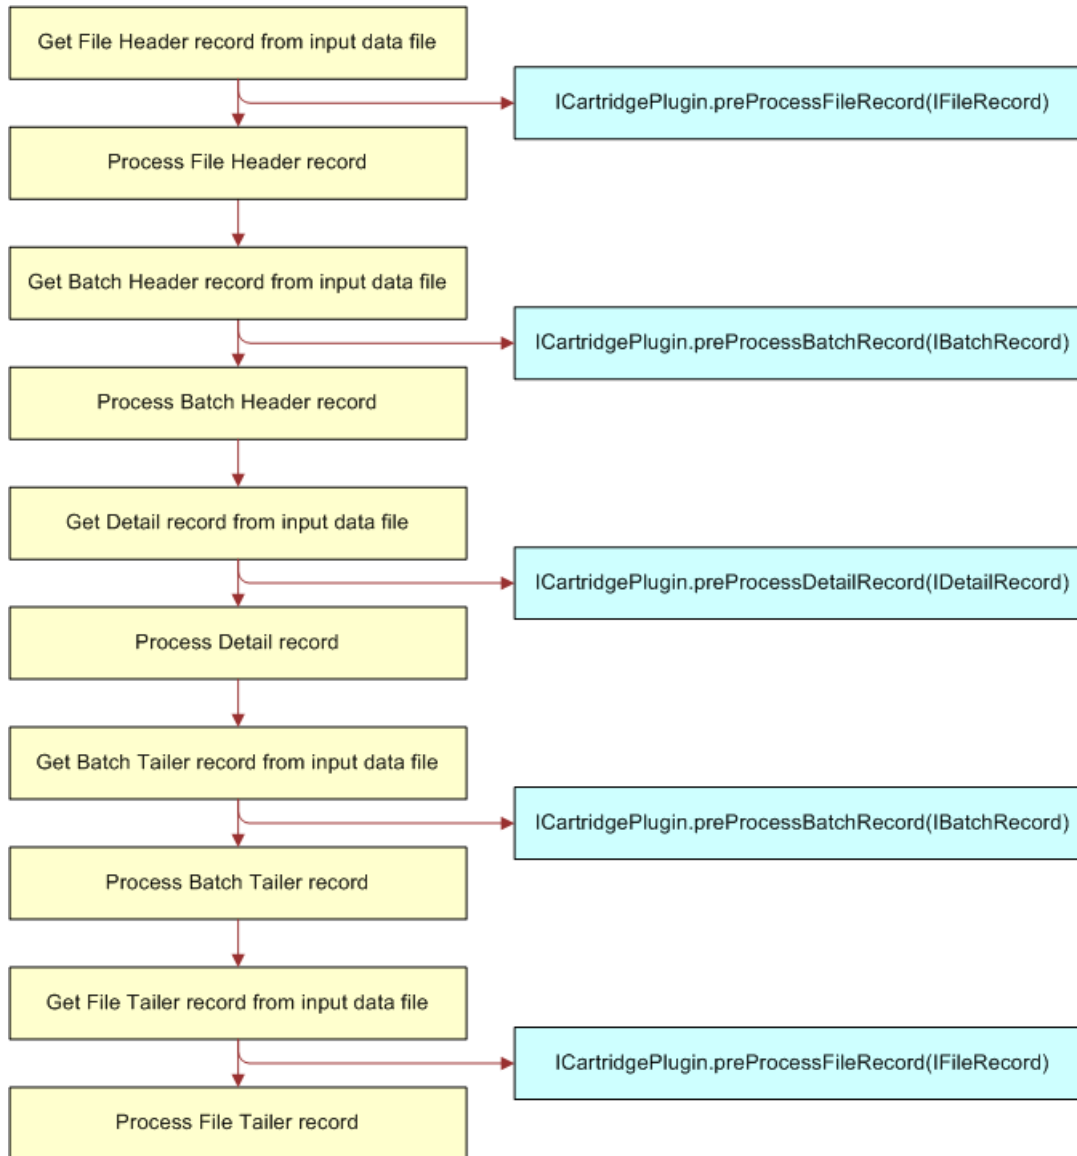 Get File Header record from input data file
ICartridgePlugin.preProcessFileRecord(IFileRecord)
Process File Header record
Get Batch Header record from input data file
ICartridgePlugin.preProcessBatchRecord(IBatchRecord)
Process Batch Header record
Get Detail record from input data file
ICartridgePlugin.preProcessDetailRecord(IDetailRecord)
Process Detail record
Get Batch Tailer record from input data file
ICartridgePlugin.preProcessBatchRecord(IBatchRecord)
Process Batch Tailer record
Get File Tailer record from input data file
ICartridgePlugin.preProcessFileRecord(IFileRecord)
Process File Tailer record